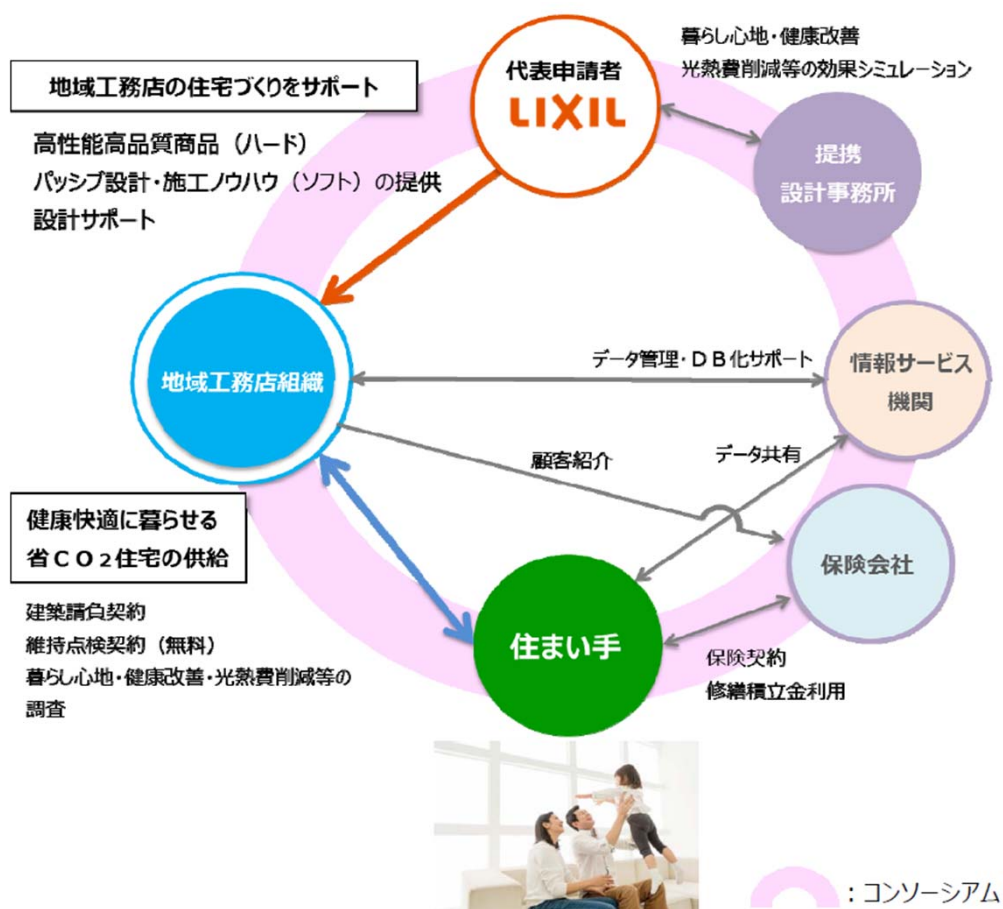 代表申請者
LIXIL
暮らし心地・健康改善
光熱費削減等の効果シミュレーション
地域工務店の住宅づくりをサポート
高性能高品質商品（ハード）
パッシブ設計・施工ノウハウ（ソフト）の提供
設計サポート
提携
設計事務所
地域工務店組織
データ管理・DB化サポート
情報サービス
機関
顧客紹介
データ共有
健康快適に暮らせる
省CO2住宅の供給
保険会社
建築請負契約
維持点検契約（無料）
暮らし心地・健康改善・光熱費削減等の
調査
住まい手
保険契約
修繕積立金利用
：コンソーシアム